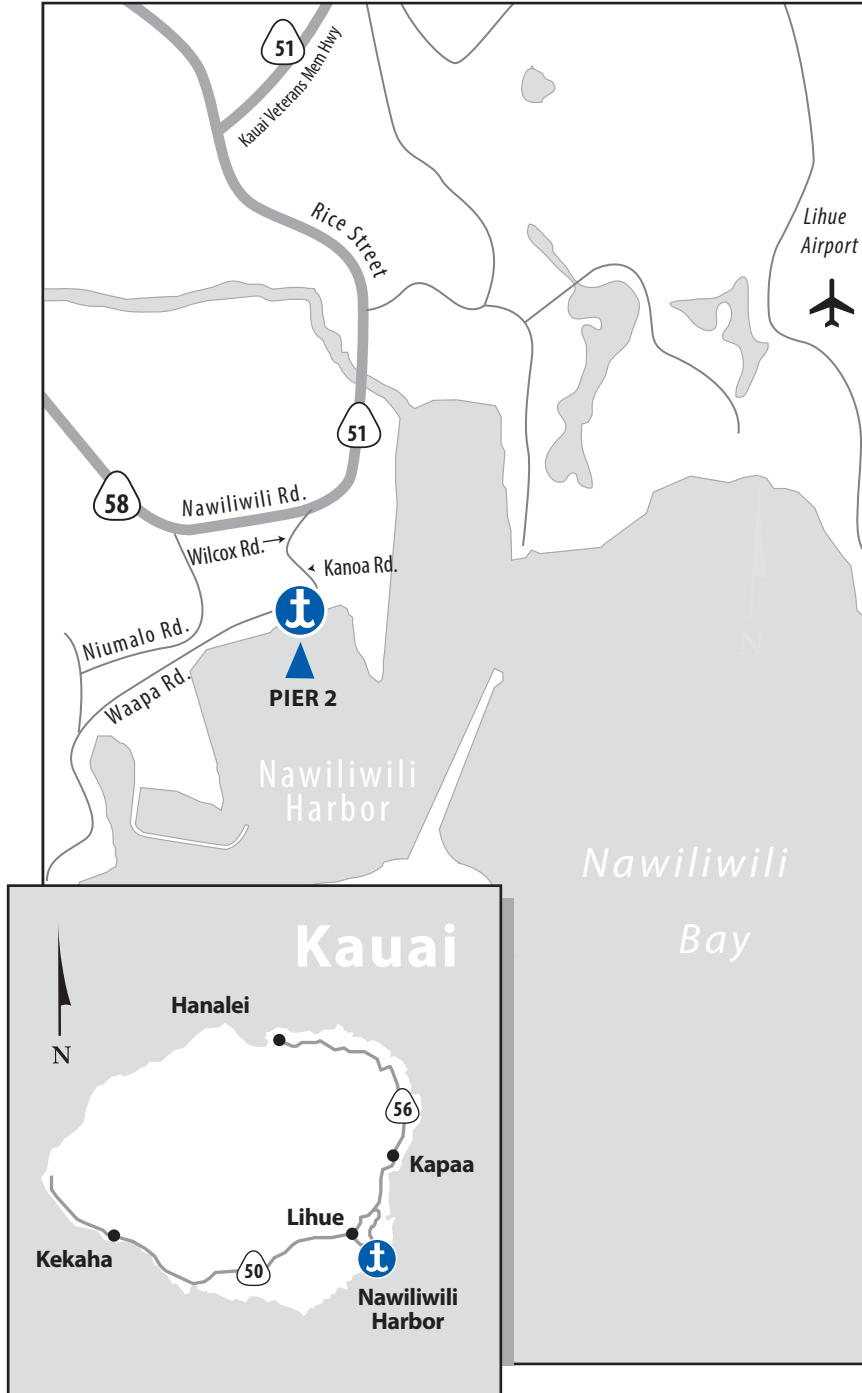 51
Kauai Veterans Mem Hwy
Rice Street
Lihue
Airport
51
58
Nawiliwili Rd.
Wilcox Rd.
Kanoa Rd.
Niumalo Rd.
Waapa Rd.
PIER 2
N
Nawiliwili
Harbor
Nawiliwili
Bay
Kauai
N
Hanalei
56
Kapaa
Lihue
Kekaha
50
Nawiliwili
Harbor